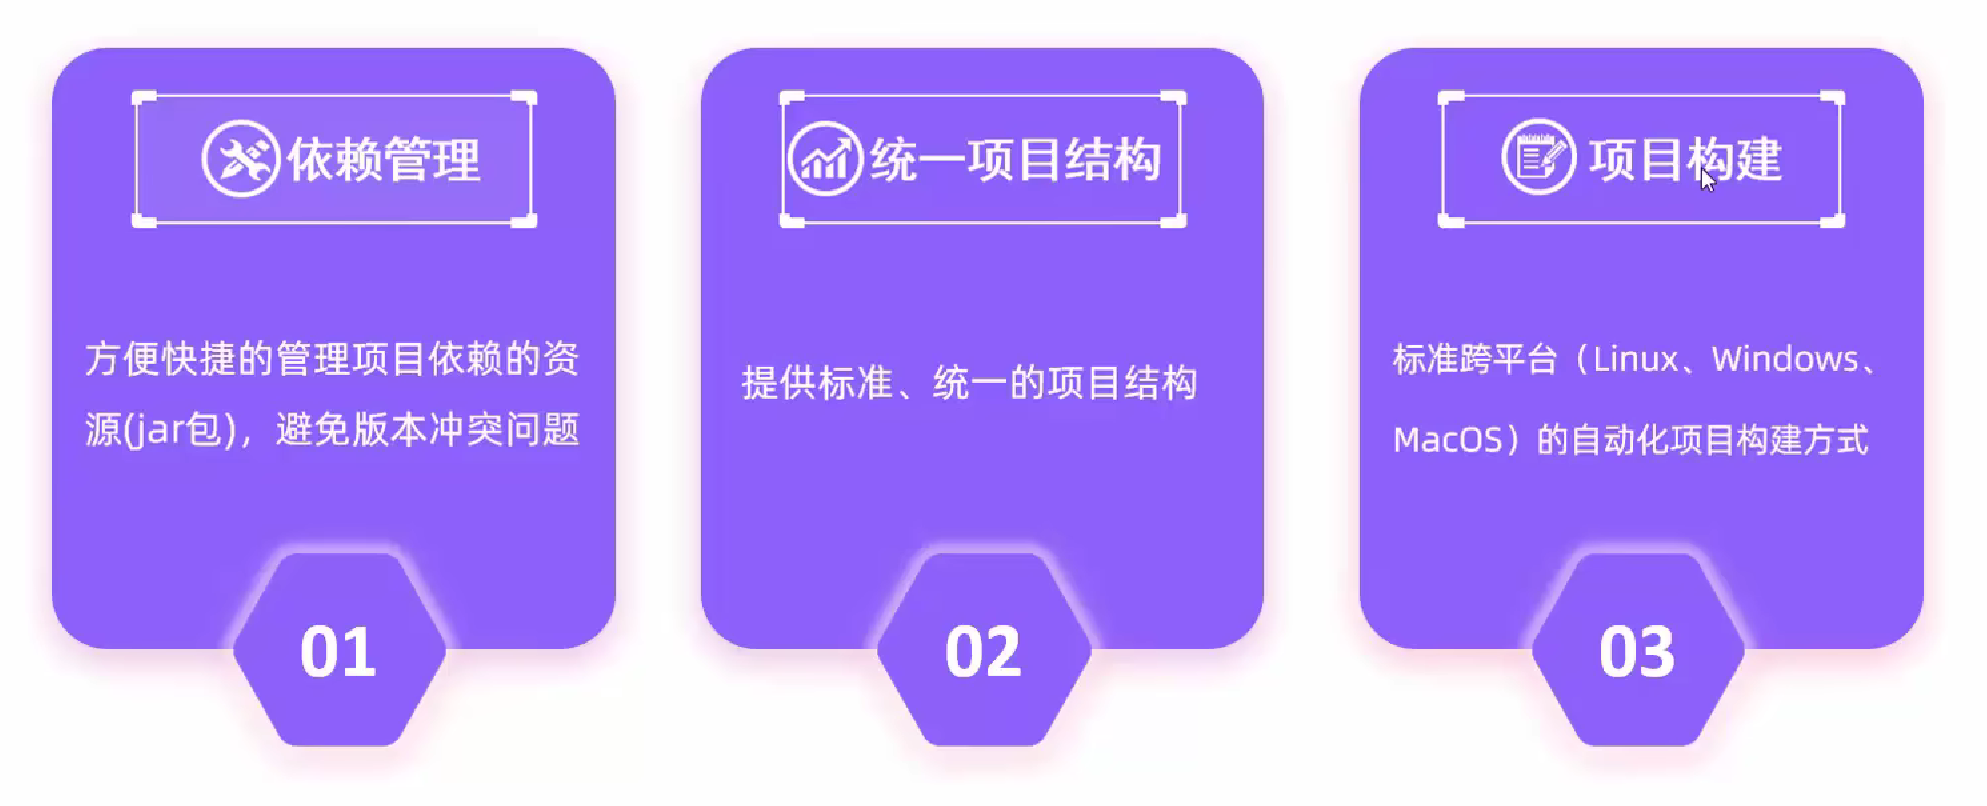 依赖管理
方便快捷的管理项目依赖的资
源(jar包)，避免版本冲突问题
01
统一项目结构
提供标准、统一的项目结构
02
项目构建
标准跨平台（Linux、Windows、
MacOS）的自动化项目构建方式
03